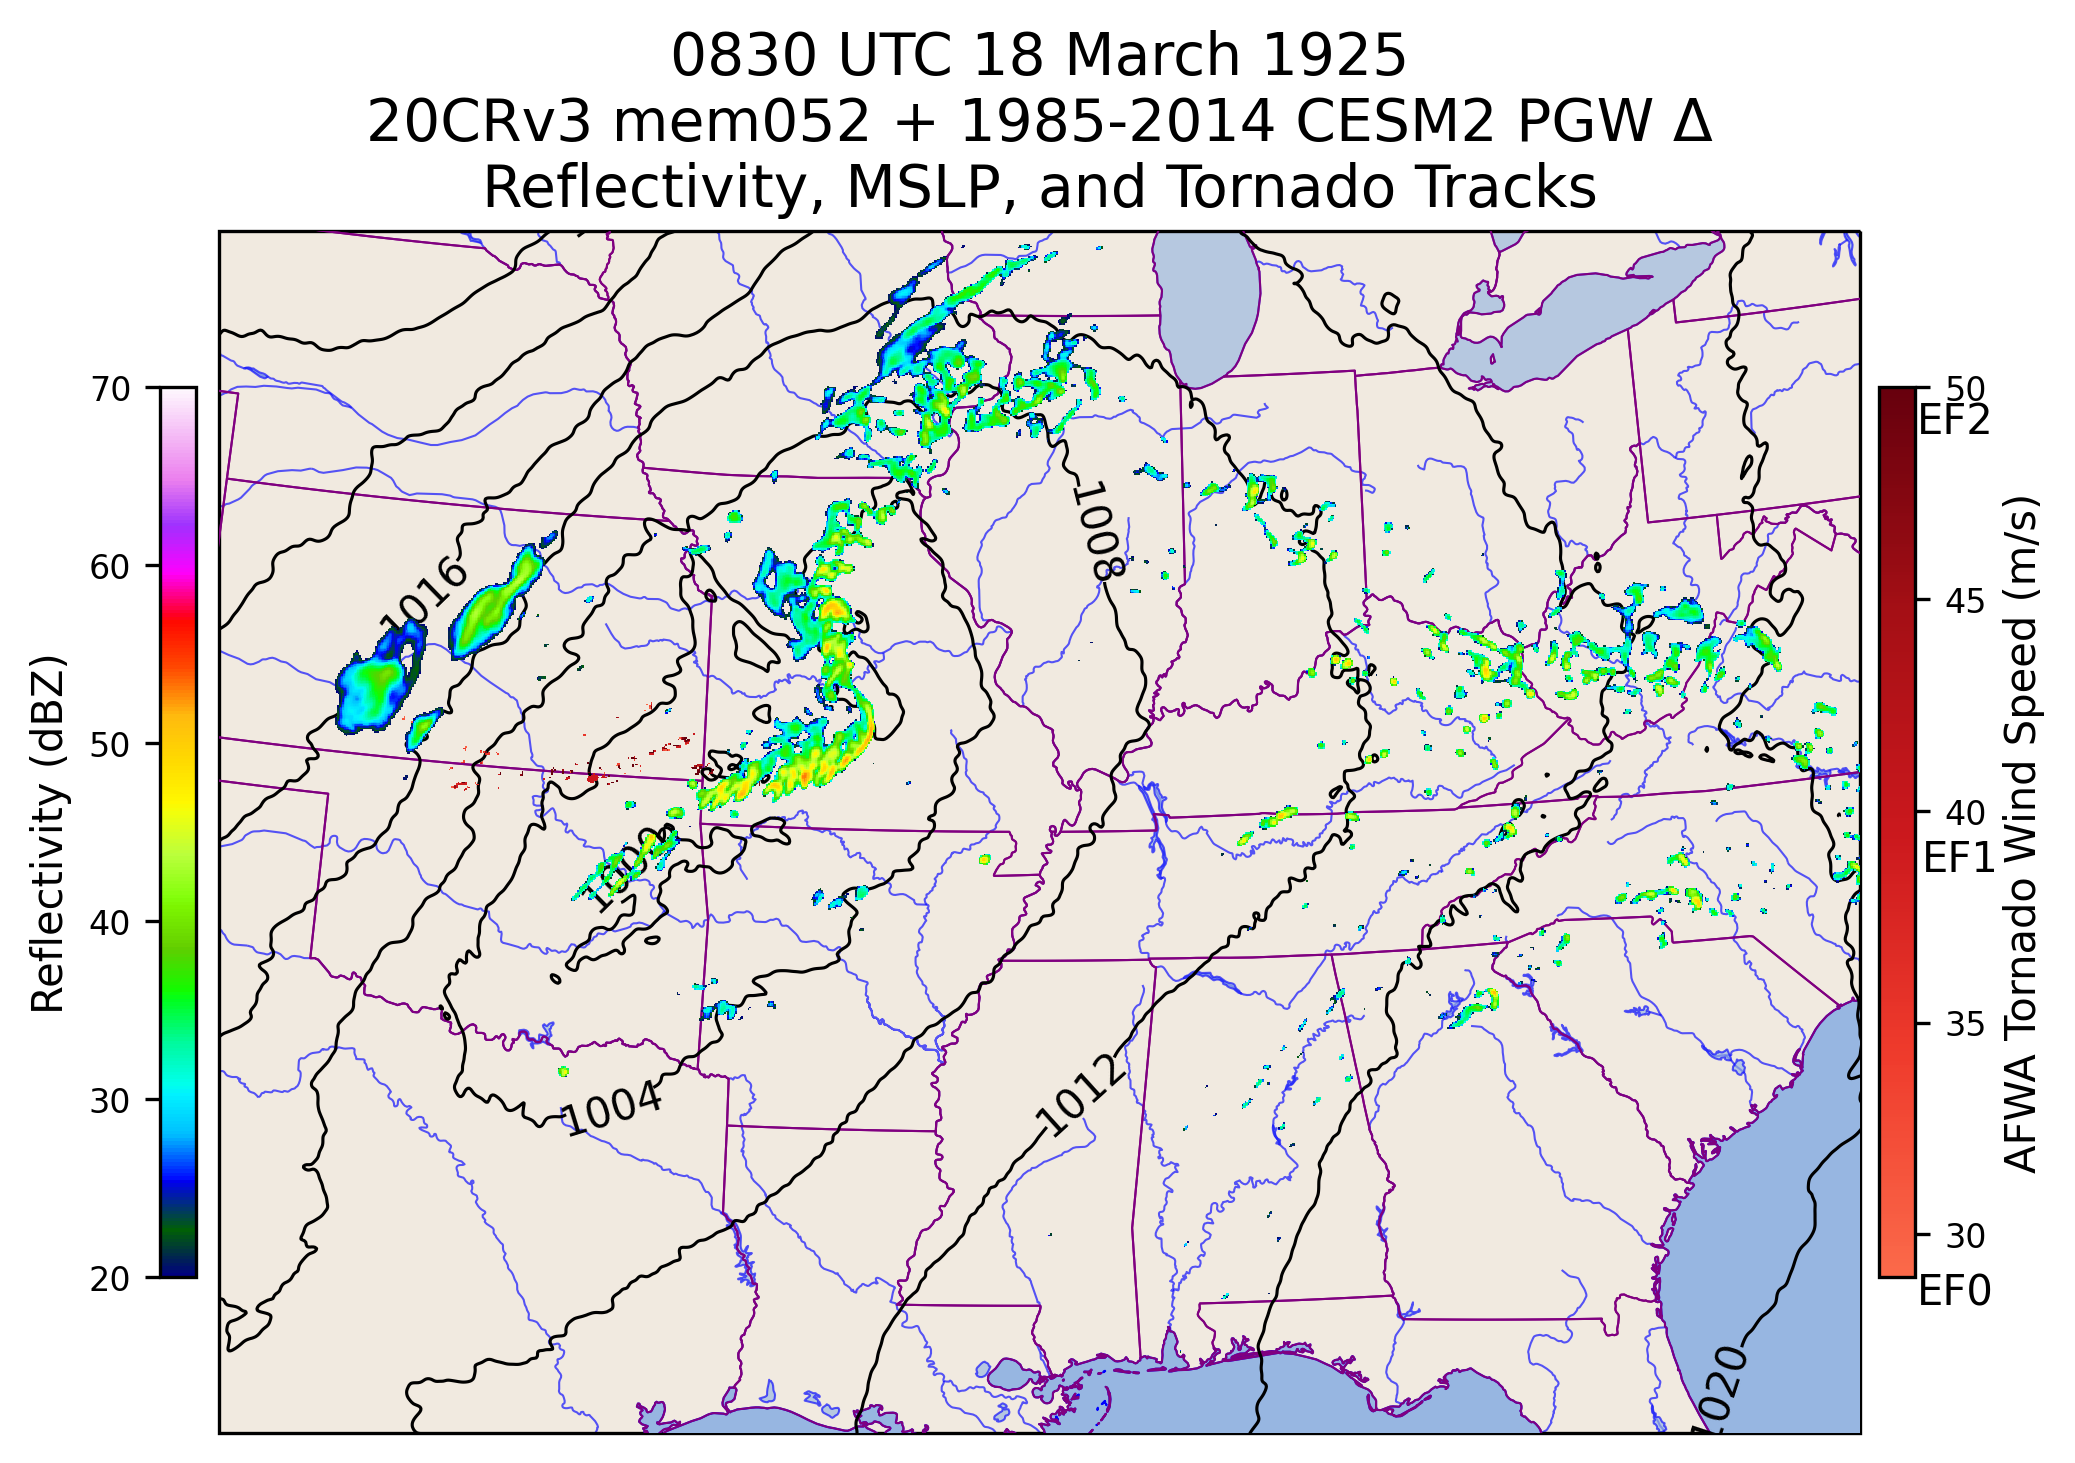 0830 UTC 18 March 1925
20CRv3 mem052 + 1985-2014 CESM2 PGW Δ
Reflectivity, MSLP, and Tornado Tracks
70
60
50
40
30
20
Reflectivity (dBZ)
1016
1008
1004
1012
1020
50
EF2
45
40
EF1
35
30
EF0
AFWA Tornado Wind Speed (m/s)